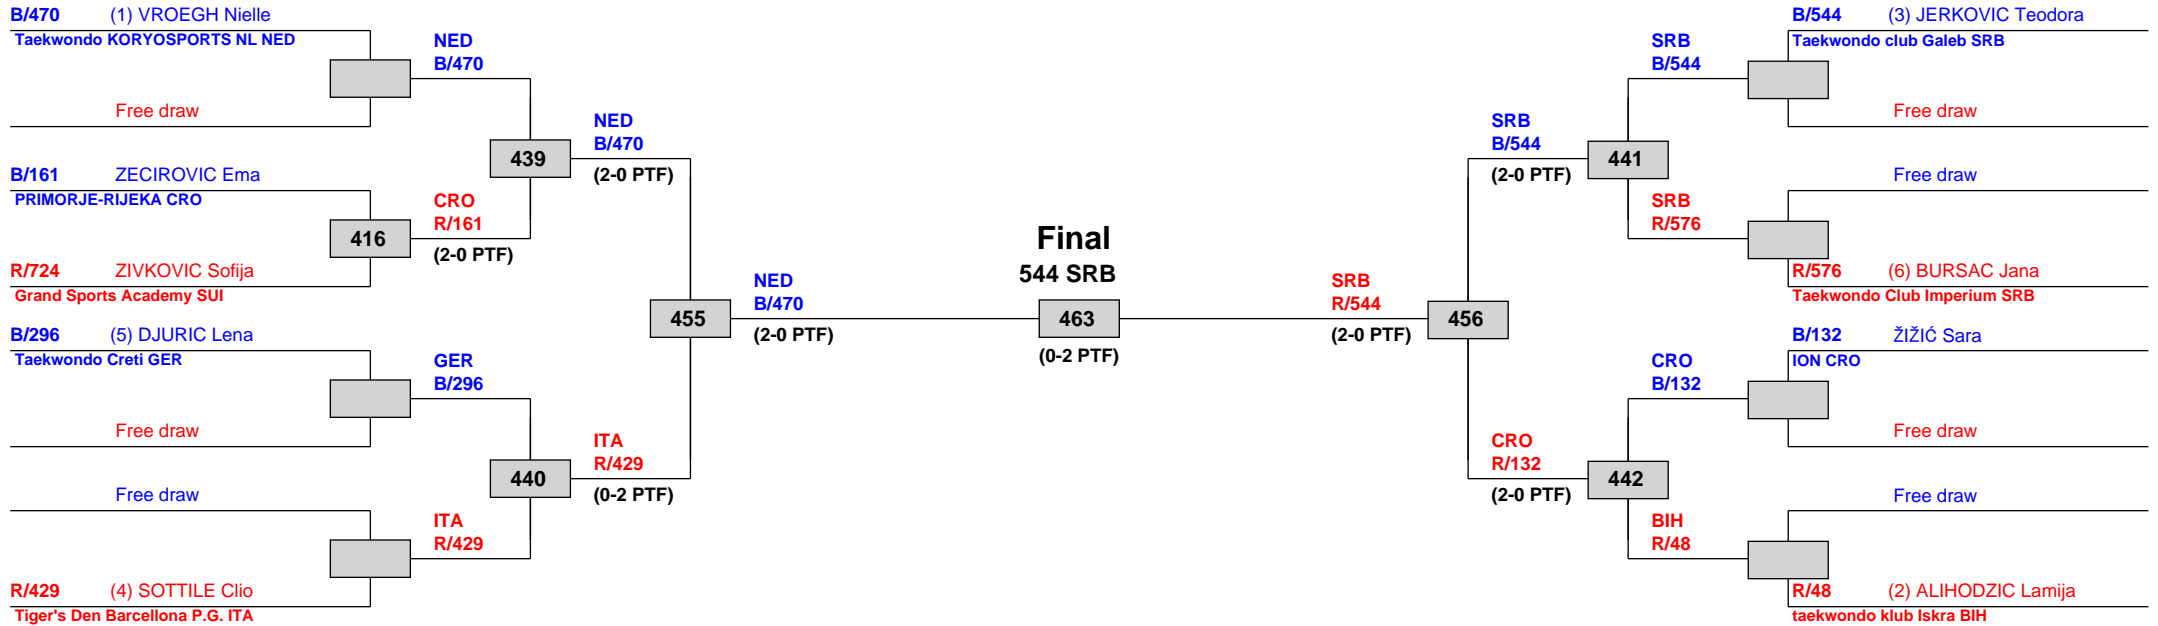 B/470 (1) VROEGH Nielle
Taekwondo KORYOSPORTS NL NED
Free draw
B/161 ZECIROVIC Ema
PRIMORJE-RIJEKA CRO
R/724 ZIVKOVIC Sofija
Grand Sports Academy SUI
B/296 (5) DJURIC Lena
Taekwondo Creti GER
Free draw
Free draw
R/429 (4) SOTTILE Clio
Tiger's Den Barcellona P.G. ITA
NED
B/470
416
CRO
R/161
(2-0 PTF)
GER
B/296
ITA
R/429
439
NED
B/470
(2-0 PTF)
440
ITA
R/429
(0-2 PTF)
455
NED
B/470
(2-0 PTF)
Final
544 SRB
463
(0-2 PTF)
SRB
R/544
(2-0 PTF)
456
SRB
B/544
(2-0 PTF)
441
CRO
R/132
(2-0 PTF)
442
SRB
B/544
SRB
R/576
CRO
B/132
BIH
R/48
B/544 (3) JERKOVIC Teodora
Taekwondo club Galeb SRB
Free draw
Free draw
R/576 (6) BURSAC Jana
Taekwondo Club Imperium SRB
B/132 ŽIŽIĆ Sara
ION CRO
Free draw
Free draw
R/48 (2) ALIHODZIC Lamija
taekwondo klub Iskra BIH